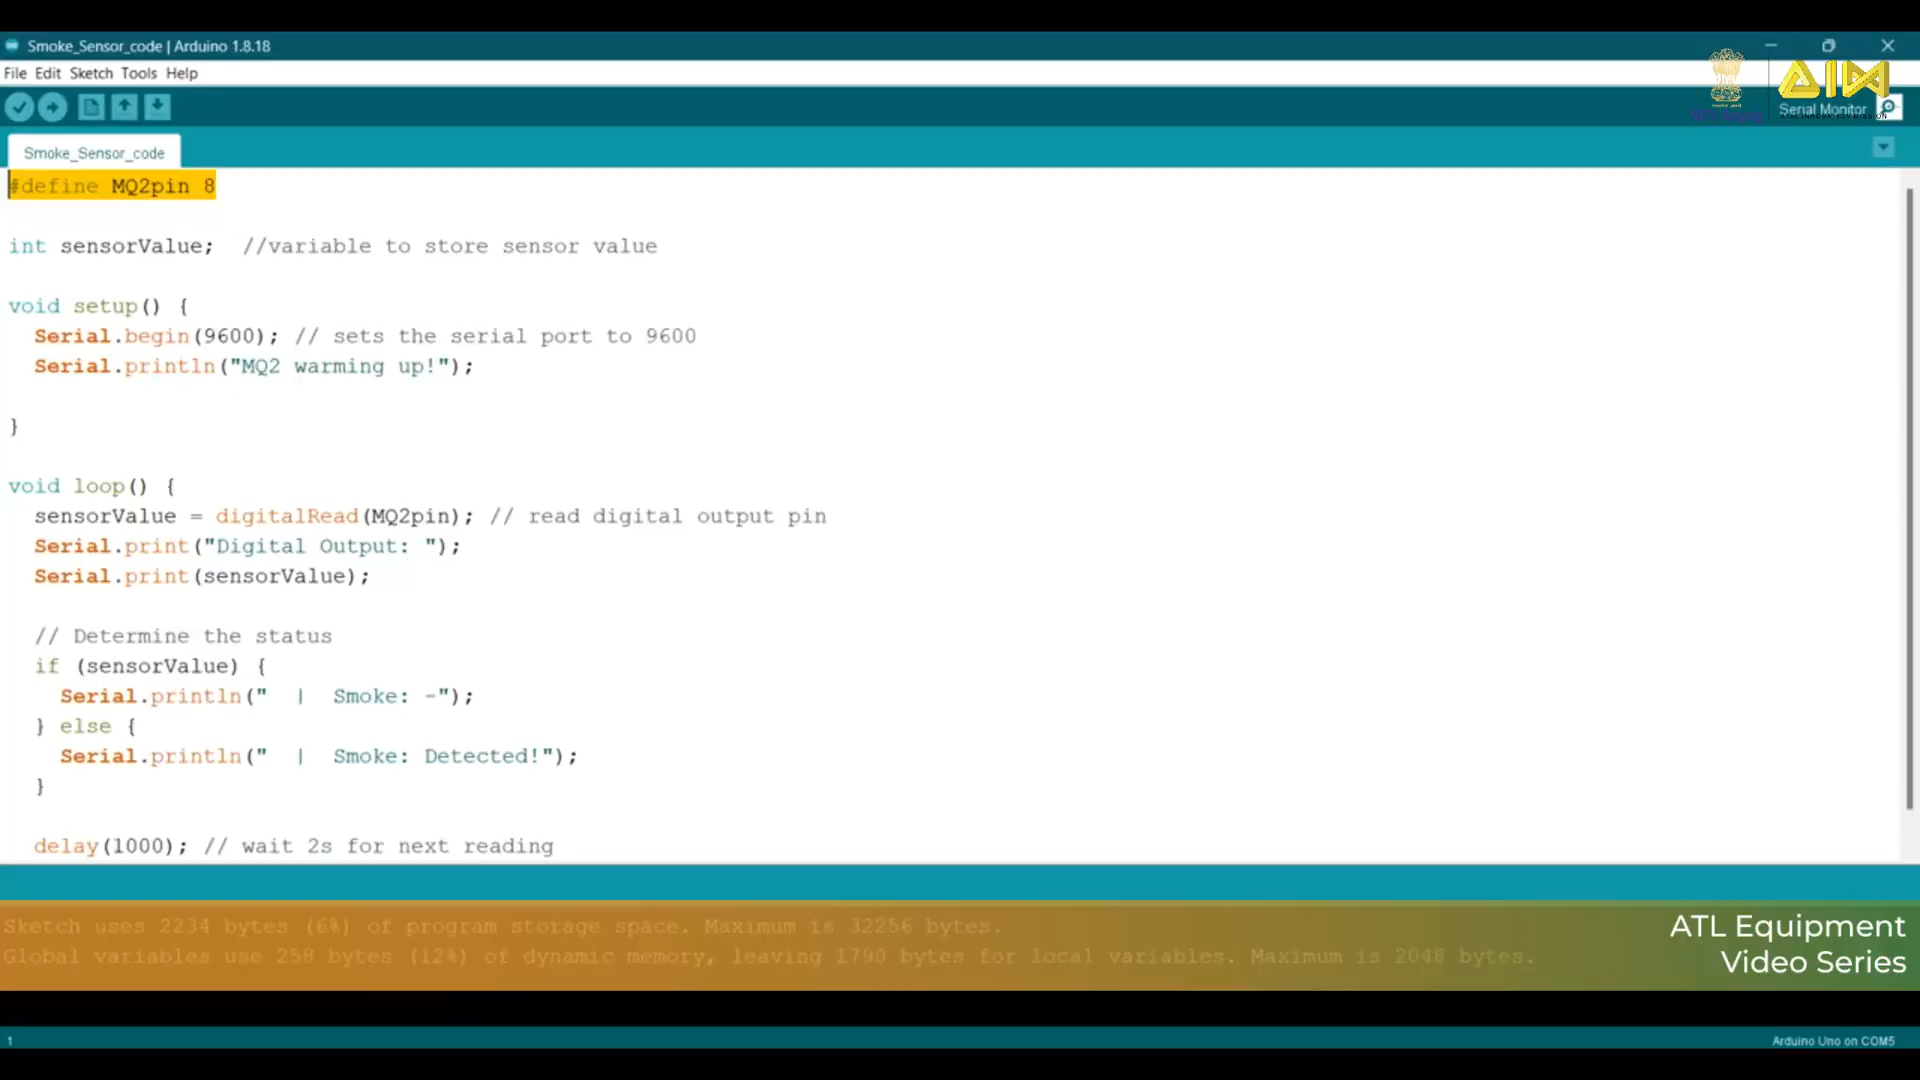 Smoke_Sensor_code | Arduino 1.8.18
File Edit Sketch Tools Help
AIM
Serial Monitor
ATAL INNOVATION MISSION
Smoke_Sensor_code
#define MQ2pin 8
int sensorValue;  //variable to store sensor value
void setup() {
Serial.begin(9600); // sets the serial port to 9600
Serial.println("MQ2 warming up!");
}
void loop() {
sensorValue = digitalRead(MQ2pin); // read digital output pin
Serial.print("Digital Output: ");
Serial.print(sensorValue);
// Determine the status
if (sensorValue) {
Serial.println("  |  Smoke: -");
} else {
Serial.println("  |  Smoke: Detected!");
}
delay(1000); // wait 2s for next reading
Sketch uses 2234 bytes (6%) of program storage space. Maximum is 32256 bytes.
Global variables use 258 bytes (12%) of dynamic memory, leaving 1790 bytes for local variables. Maximum is 2048 bytes.
ATL Equipment
Video Series
1
Arduino Uno on COM5